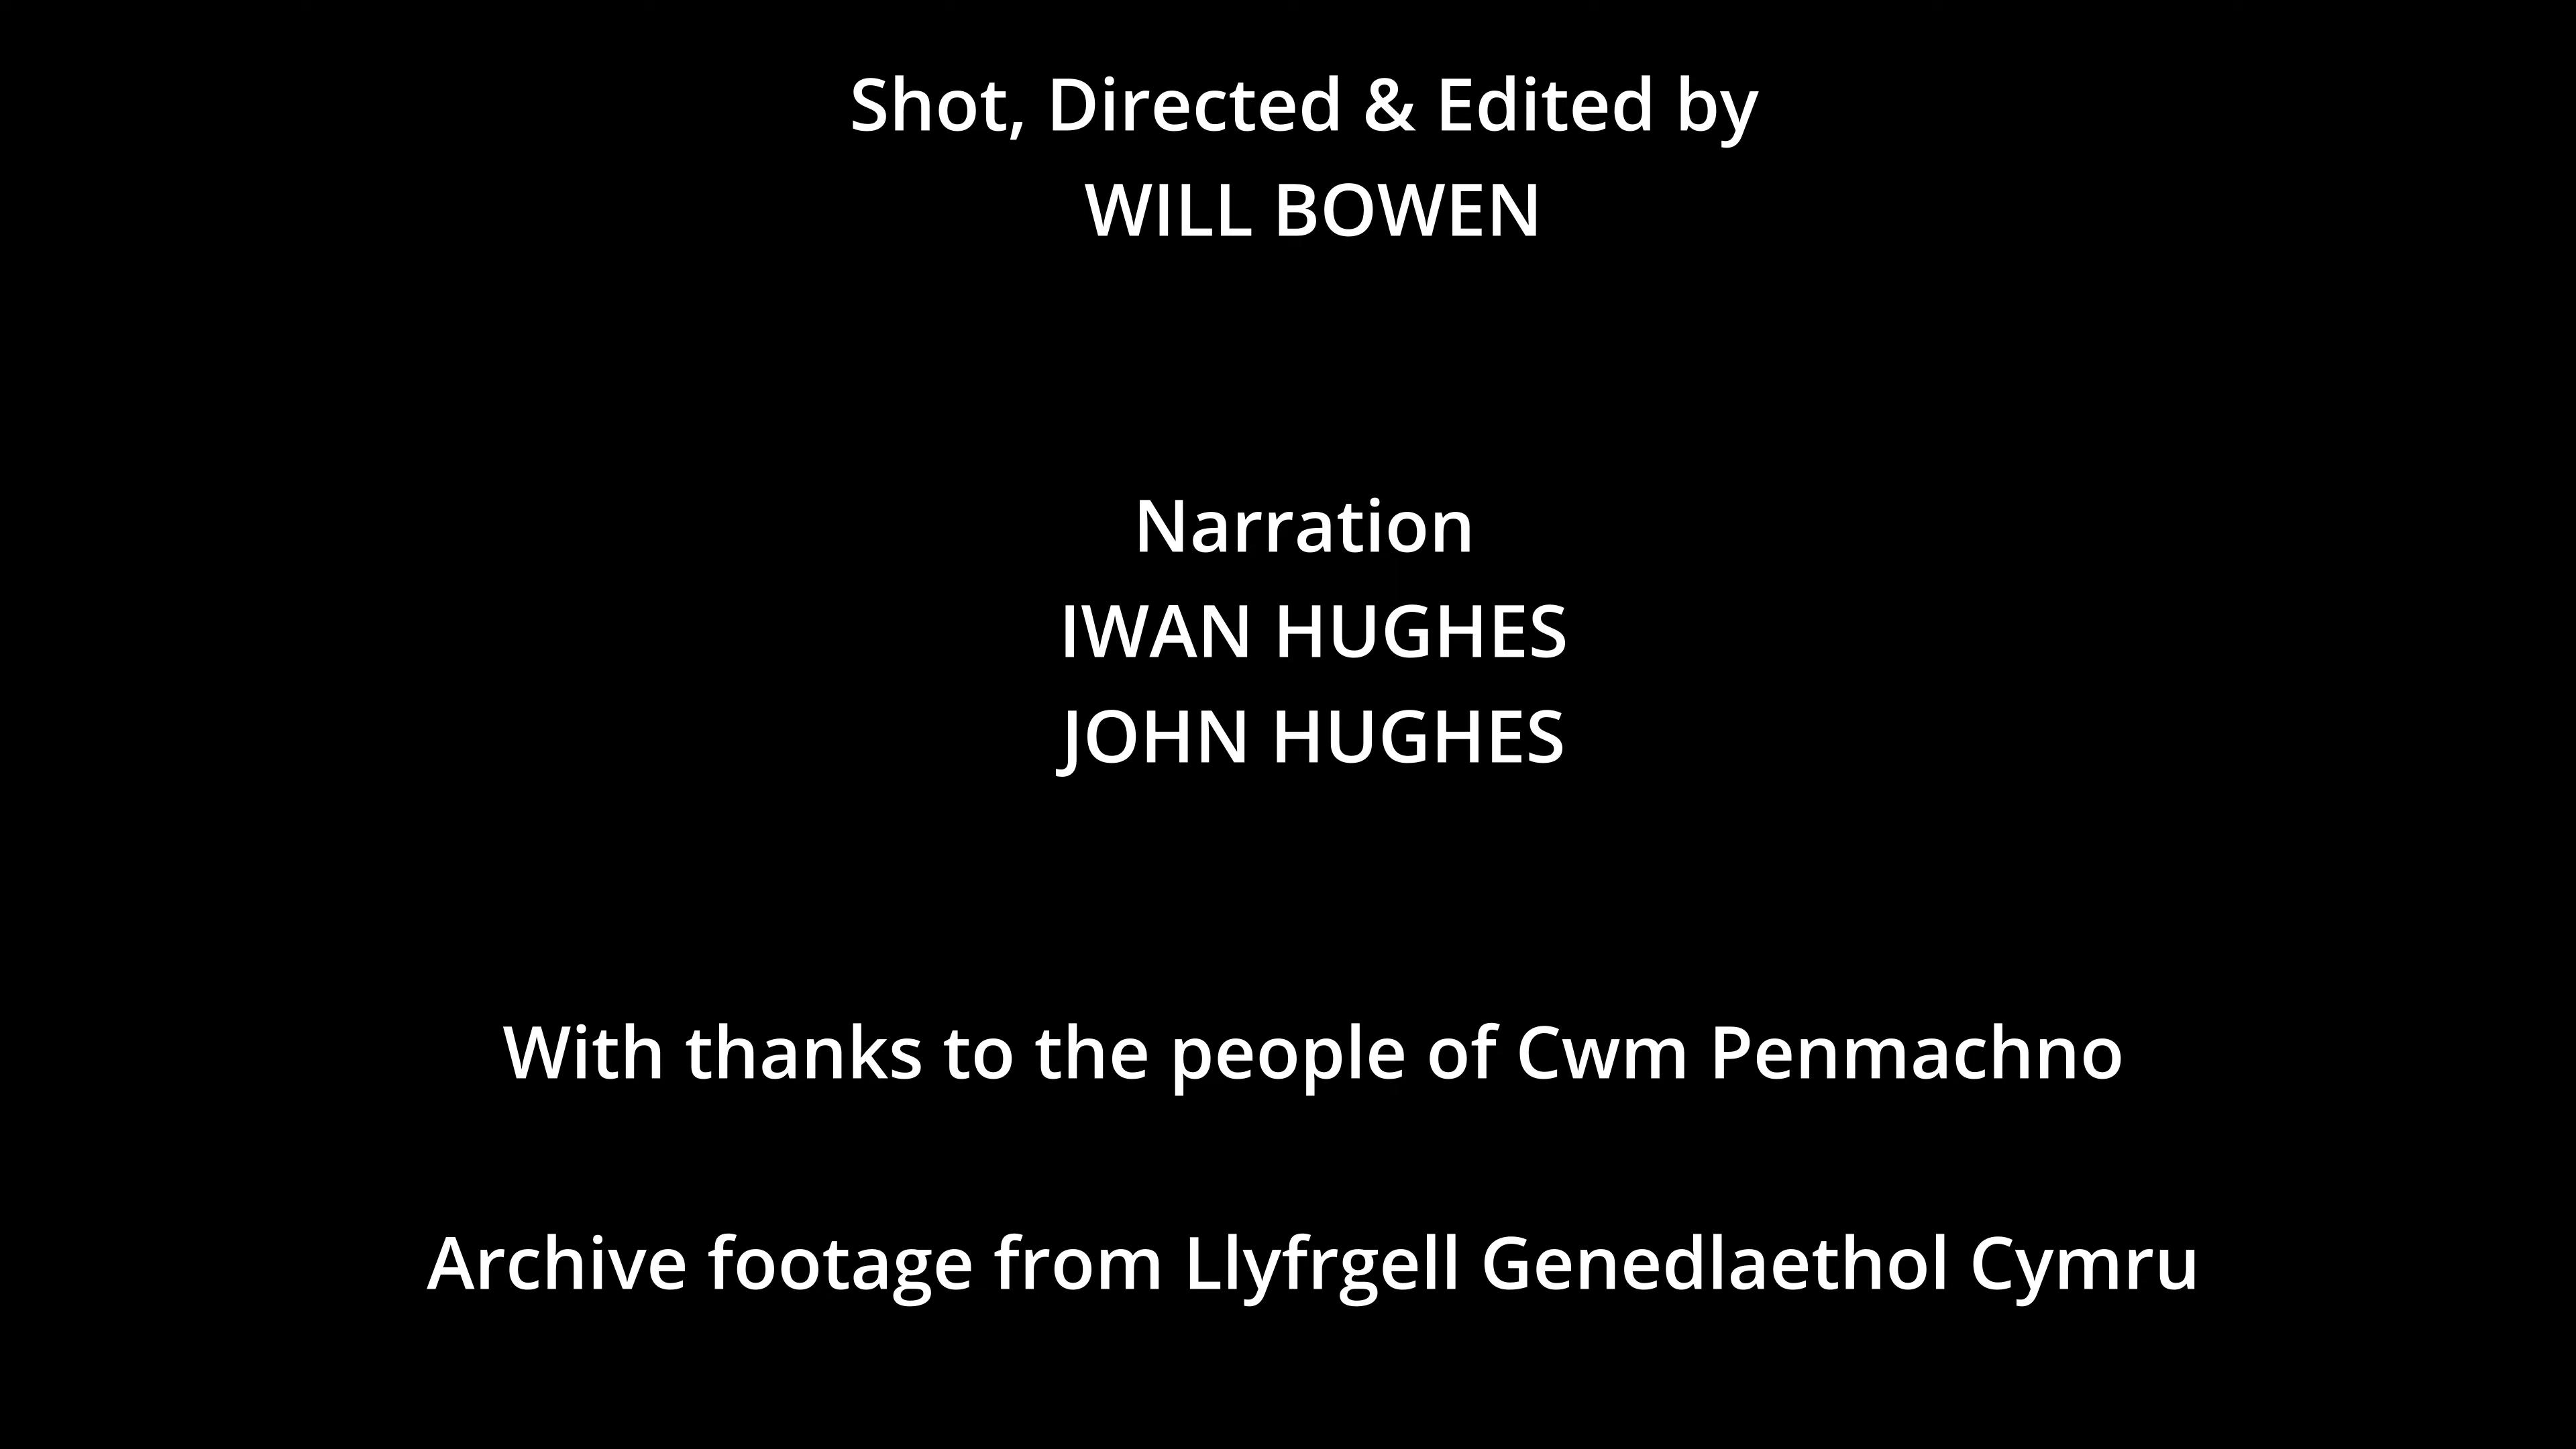 Shot, Directed & Edited by
WILL BOWEN
Narration
IWAN HUGHES
JOHN HUGHES
With thanks to the people of Cwm Penmachno
Archive footage from Llyfrgell Genedlaethol Cymru